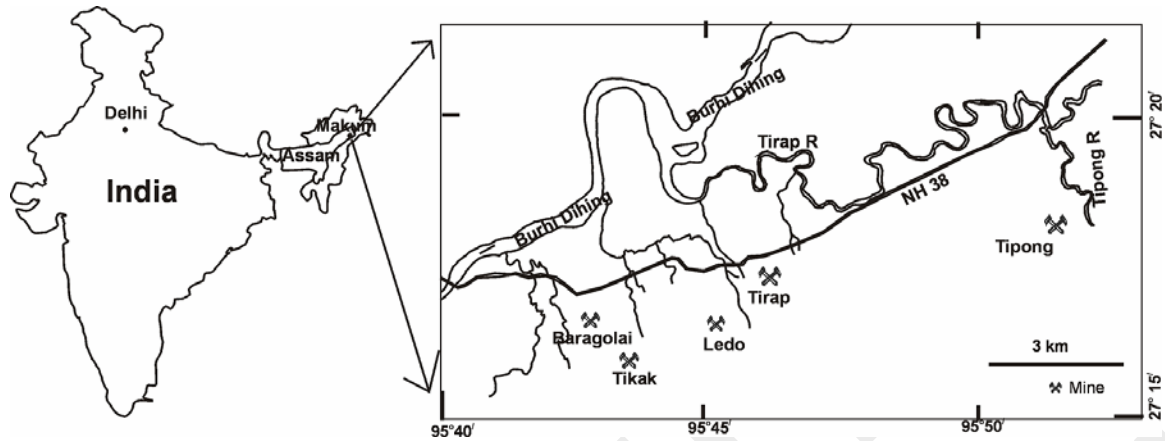 Delhi
Makum
Assam
India
Burhi Dihing
Tirap R
27° 20'
NH 38
Tipong R
Burhi Dihing
Tipong
Tirap
Baragolai
Ledo
Tikak
3 km
Mine
27° 15'
95°40'
95°45'
95°50'